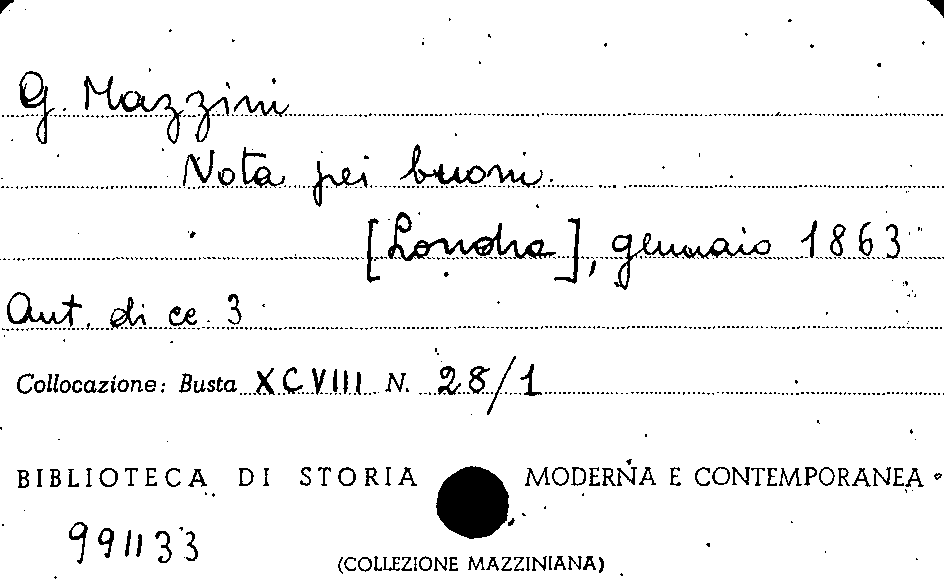 G. Mazzini
Nota pei buoni.
[Londra], gennaio 1863
Aut. di cc. 3
Collocazione: Busta XCVIII N. 28/1
BIBLIOTECA DI STORIA MODERNA E CONTEMPORANEA
991133
(COLLEZIONE MAZZINIANA)